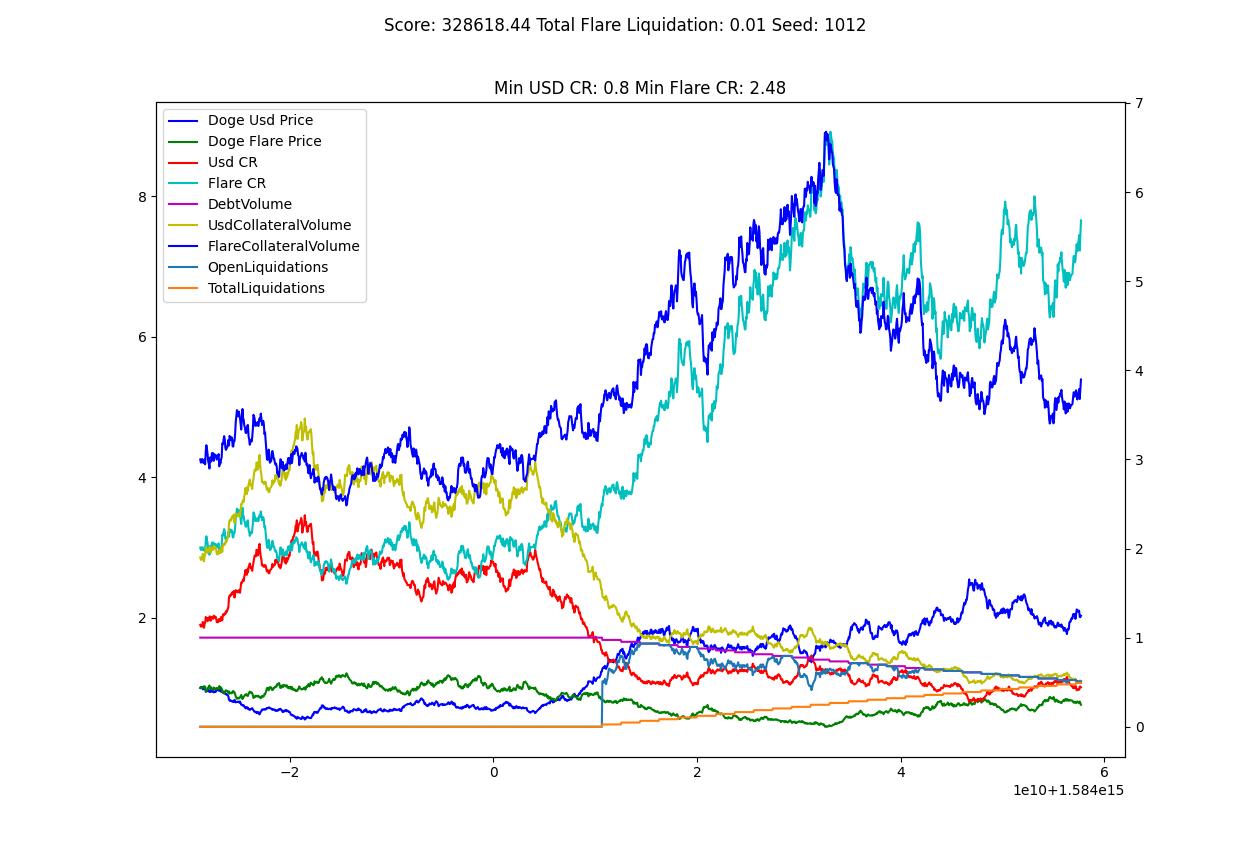 Score: 328618.44 Total Flare Liquidation: 0.01 Seed: 1012
Min USD CR: 0.8 Min Flare CR: 2.48
Doge Usd Price
Doge Flare Price
Usd CR
Flare CR
DebtVolume
UsdCollateralVolume
FlareCollateralVolume
OpenLiquidations
TotalLiquidations
8
6
4
2
7
6
5
4
3
2
1
0
−2
0
2
4
6
1e10+1.584e15